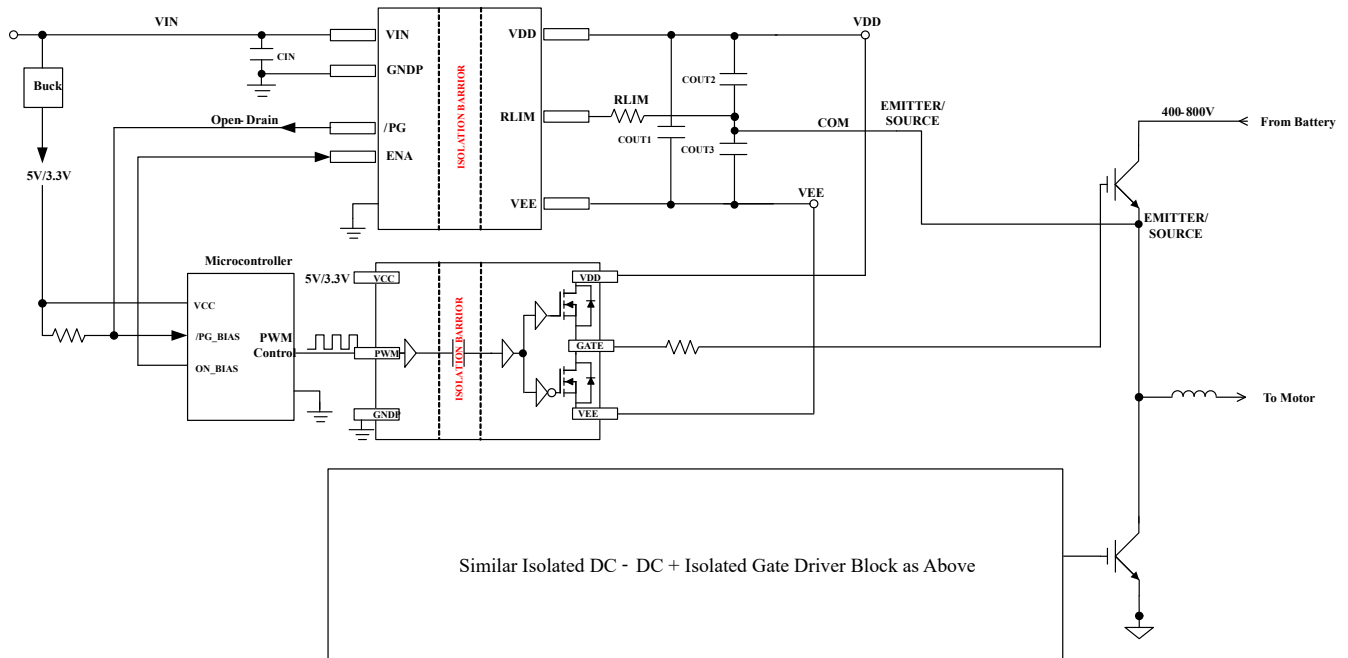 VIN
Buck
5V/3.3V
CIN
VIN
GNDP
Open-Drain
/PG
ENA
ISOLATION BARRIOR
VDD
RLIM
VEE
RLIM
COUT1
COUT2
COUT3
VDD
EMITTER/
SOURCE
COM
VEE
400-800V
From Battery
EMITTER/
SOURCE
Microcontroller
VCC
/PG_BIAS
ON_BIAS
PWM
Control
5V/3.3V
VCC
PWM
GNDP
ISOLATION BARRIOR
VDD
GATE
VEE
To Motor
Similar Isolated DC - DC + Isolated Gate Driver Block as Above